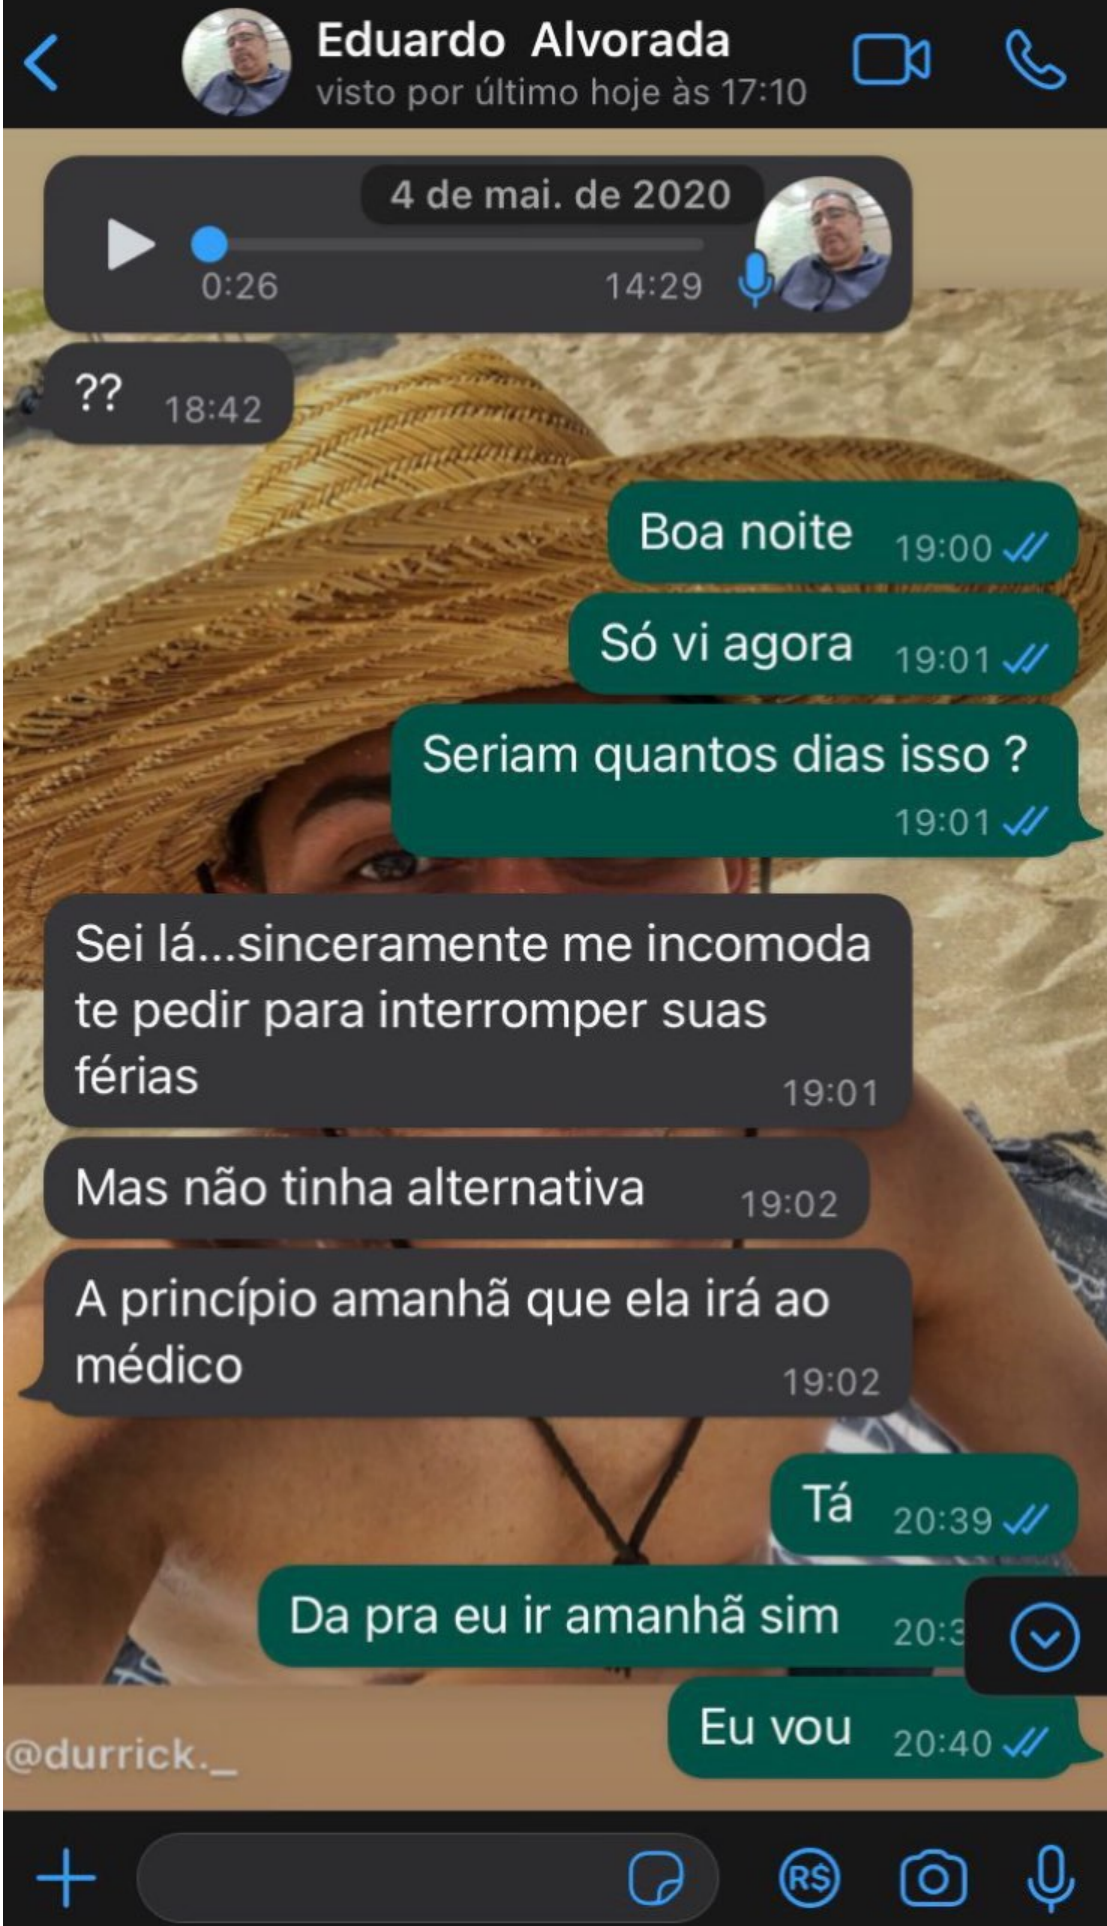 Eduardo Alvorada
visto por último hoje às 17:10
4 de mai. de 2020
0:26
14:29
??
18:42
Boa noite
19:00
Só vi agora
19:01
Seriam quantos dias isso ?
19:01
Sei lá...sinceramente me incomoda
te pedir para interromper suas
férias
19:01
Mas não tinha alternativa
19:02
A princípio amanhã que ela irá ao
médico
19:02
Tá
20:39
Da pra eu ir amanhã sim
20:3
Eu vou
20:40
@durrick._
R$